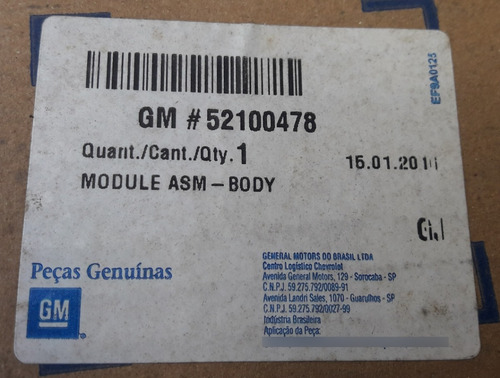 EF9A0125
GM #52100478
Quant./Cant./Qty.1
MODULE ASM-BODY
GENERAL MOTORS DO BRASIL LTDA
Centro Logístico Chevrolet
Avenida General Motors, 129 - Sorocaba - SP
C.N.P.J. 59.275.792/0089-91
Avenida Landri Sales, 1070 - Guarulhos - SP
C.N.P.J. 59.275.792/0027-99
Indústria Brasileira
Aplicação da Peça:
Peças Genuínas
GM